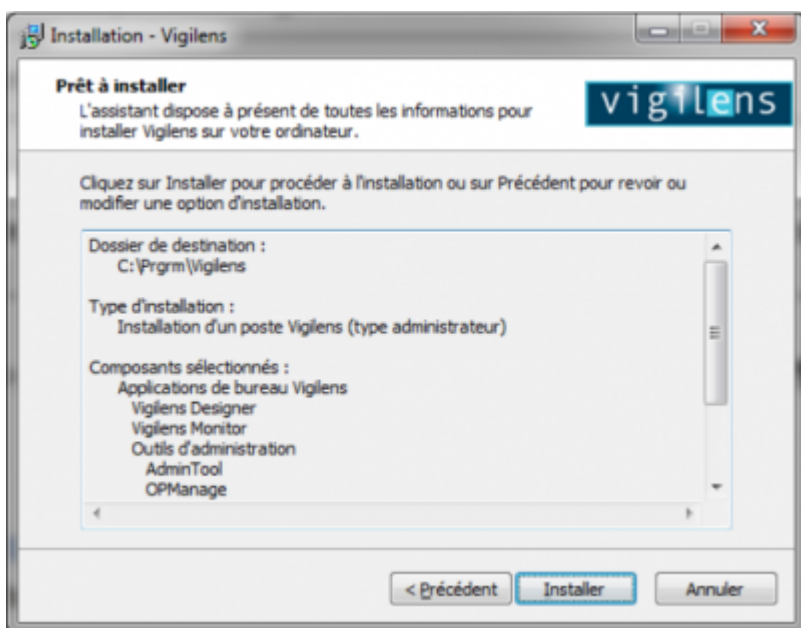 Installation - Vigilens
Prêt à installer
L'assistant dispose à présent de toutes les informations pour
installer Vigilens sur votre ordinateur.
vigilens
Cliquez sur Installer pour procéder à l'installation ou sur Précédent pour revoir ou
modifier une option d'installation.
Dossier de destination :
C:\Prgrm\Vigilens
Type d'installation :
Installation d'un poste Vigilens (type administrateur)
Composants sélectionnés :
Applications de bureau Vigilens
Vigilens Designer
Vigilens Monitor
Outils d'administration
AdminTool
OPManage
< Précédent
Installer
Annuler